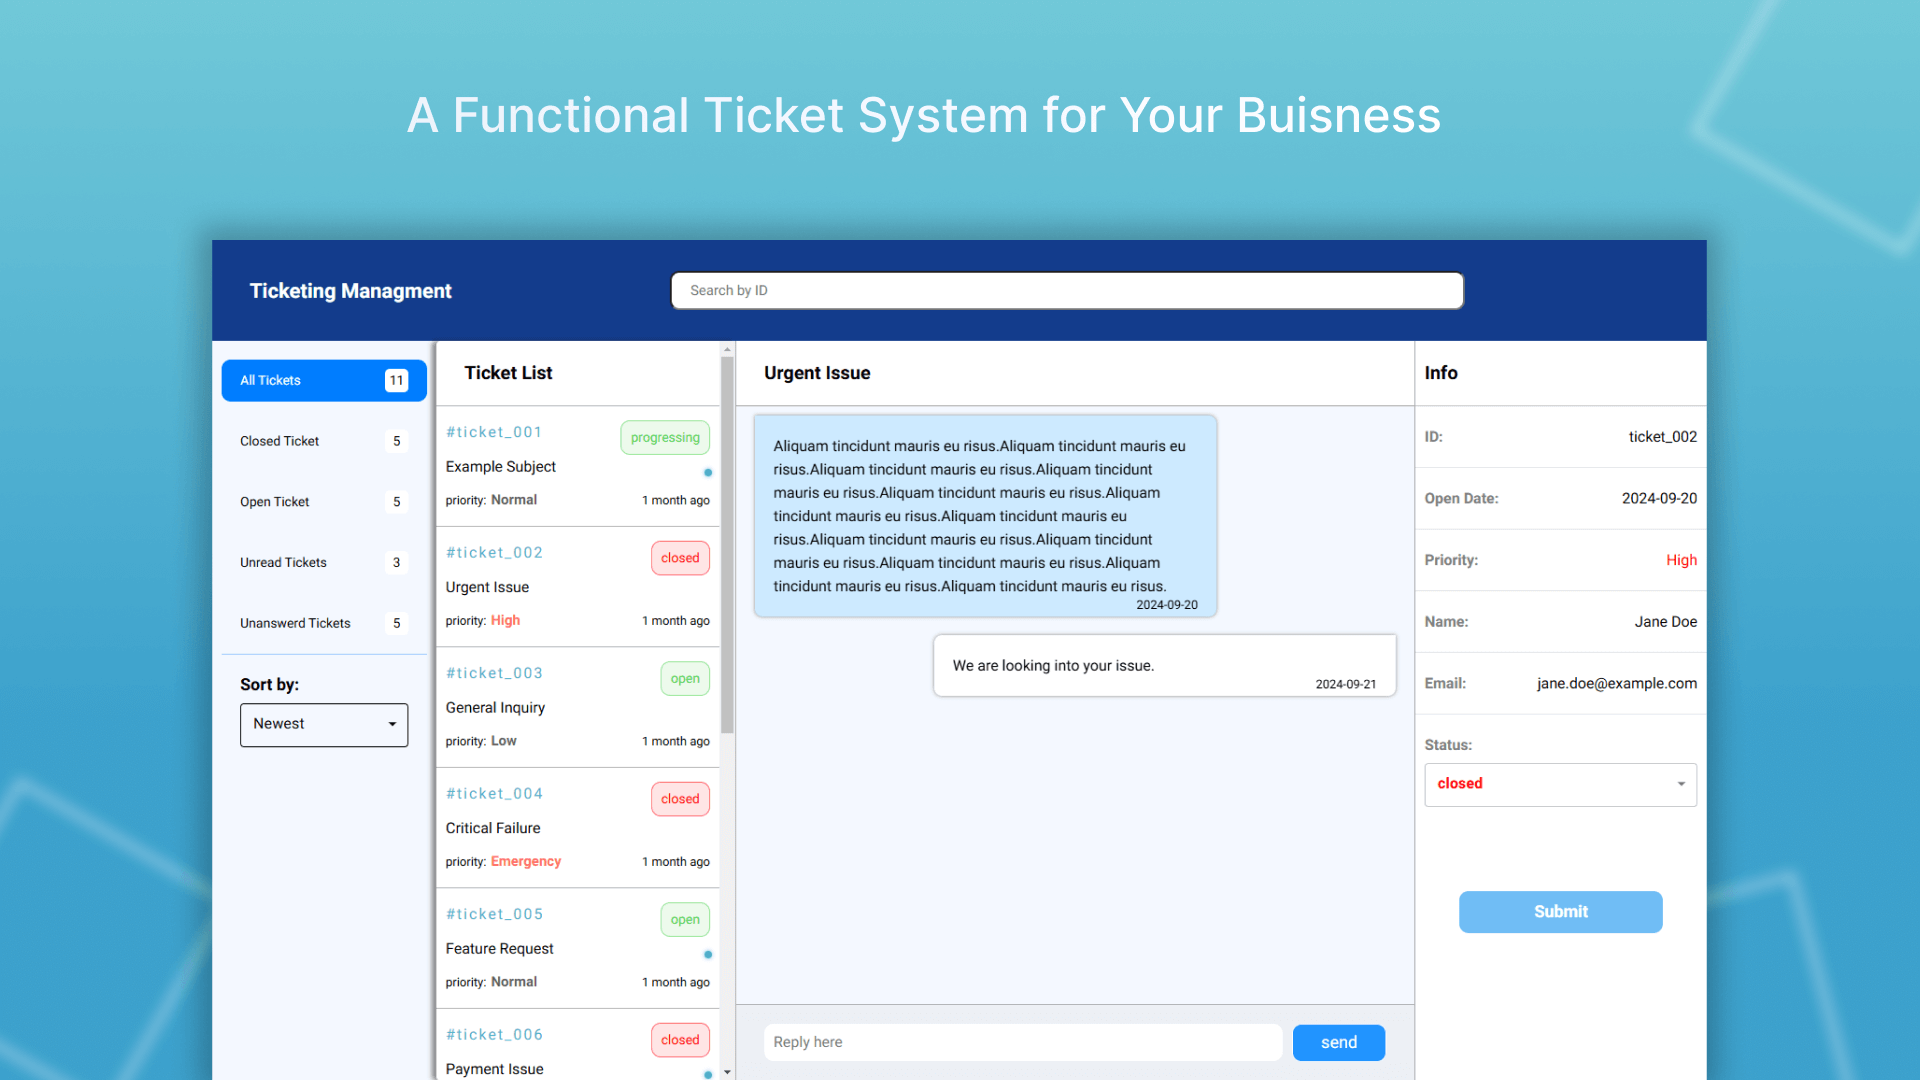 A Functional Ticket System for Your Buisness
Ticketing Managment
Search by ID
All Tickets 11
Closed Ticket 5
Open Ticket 5
Unread Tickets 3
Unanswerd Tickets 5
Sort by:
Newest
Ticket List
#ticket_001 progressing
Example Subject
priority: Normal 1 month ago
#ticket_002 closed
Urgent Issue
priority: High 1 month ago
#ticket_003 open
General Inquiry
priority: Low 1 month ago
#ticket_004 closed
Critical Failure
priority: Emergency 1 month ago
#ticket_005 open
Feature Request
priority: Normal 1 month ago
#ticket_006 closed
Payment Issue
Urgent Issue
Aliquam tincidunt mauris eu risus.Aliquam tincidunt mauris eu
risus.Aliquam tincidunt mauris eu risus.Aliquam tincidunt
mauris eu risus.Aliquam tincidunt mauris eu risus.Aliquam
tincidunt mauris eu risus.Aliquam tincidunt mauris eu
risus.Aliquam tincidunt mauris eu risus.Aliquam tincidunt
mauris eu risus.Aliquam tincidunt mauris eu risus.Aliquam
tincidunt mauris eu risus.Aliquam tincidunt mauris eu risus.
2024-09-20
We are looking into your issue.
2024-09-21
Reply here
send
Info
ID: ticket_002
Open Date: 2024-09-20
Priority: High
Name: Jane Doe
Email: jane.doe@example.com
Status:
closed
Submit